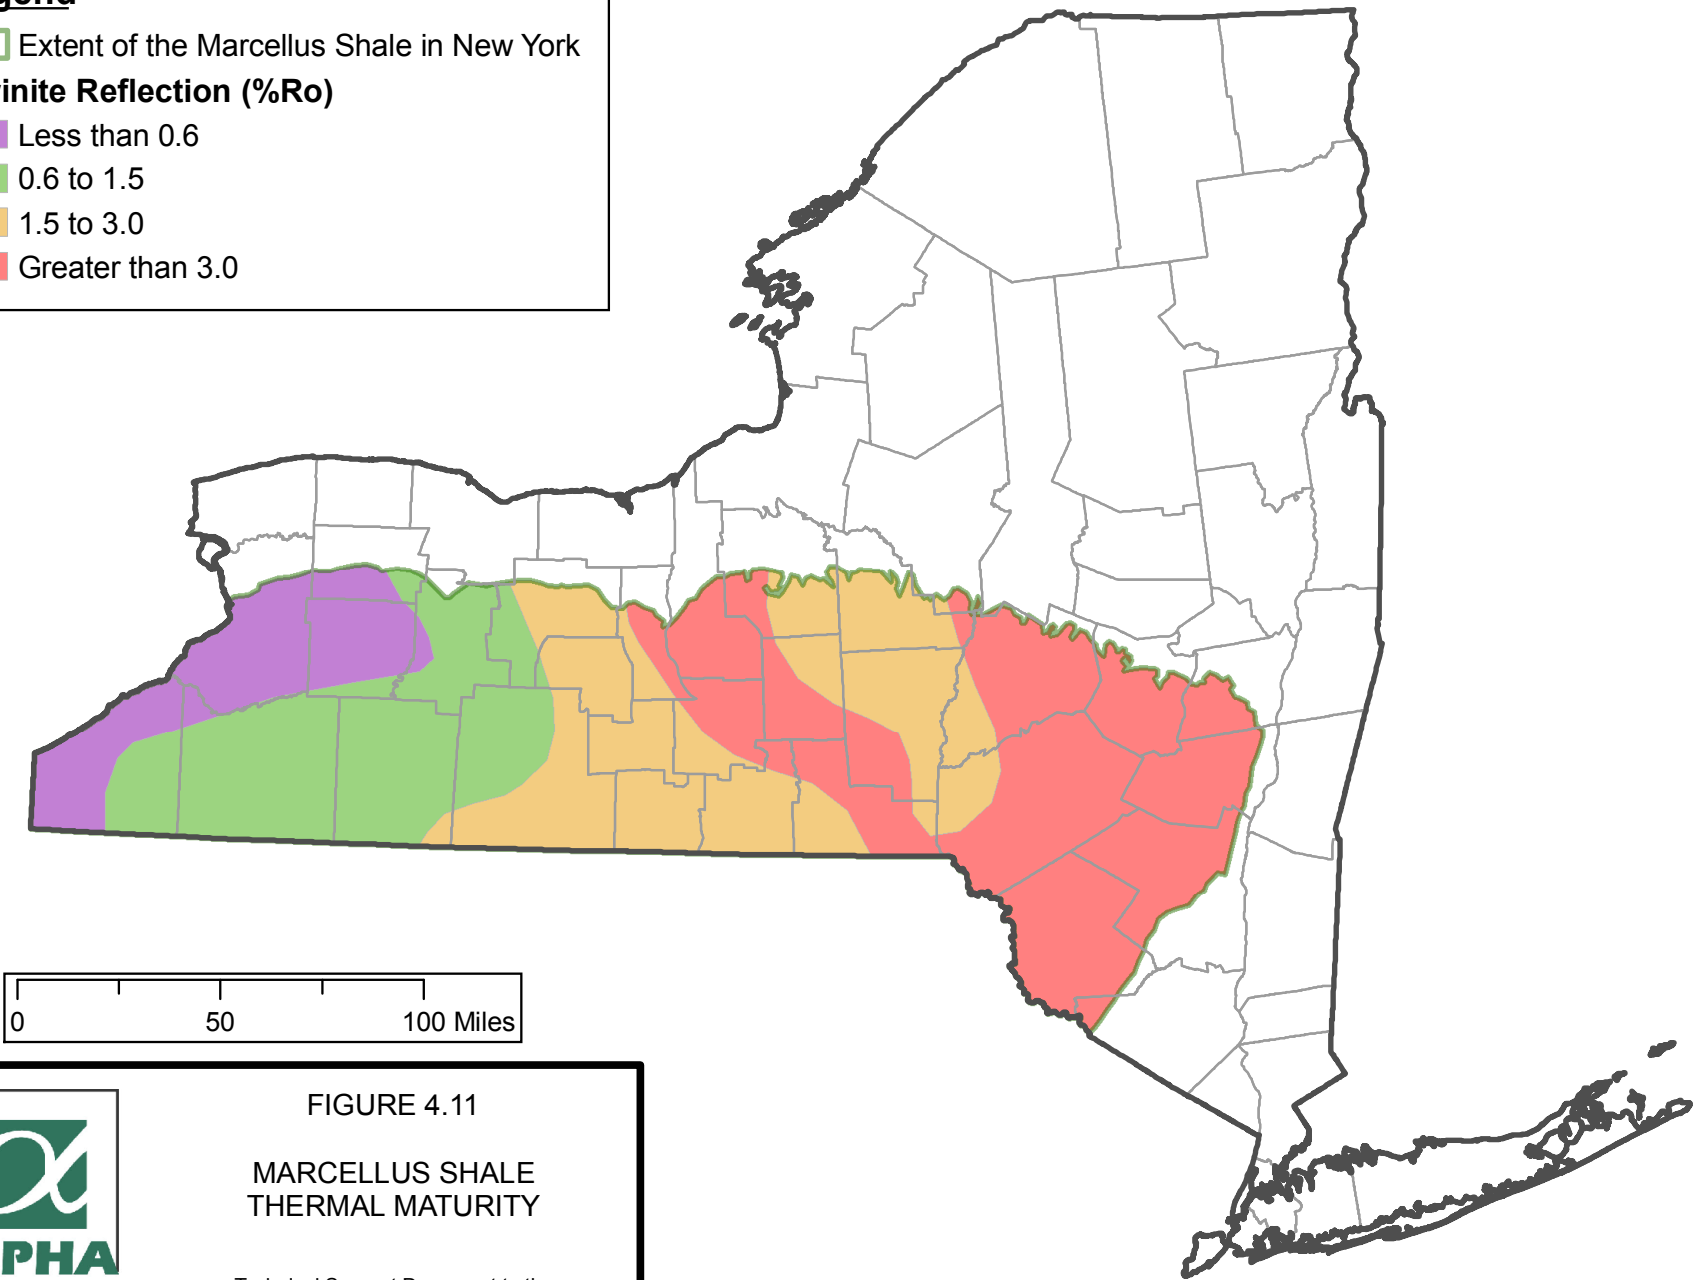 Extent of the Marcellus Shale in New York
Reflection (%Ro)
Less than 0.6
0.6 to 1.5
1.5 to 3.0
Greater than 3.0
0 50 100 Miles
FIGURE 4.11
MARCELLUS SHALE
THERMAL MATURITY
PHA